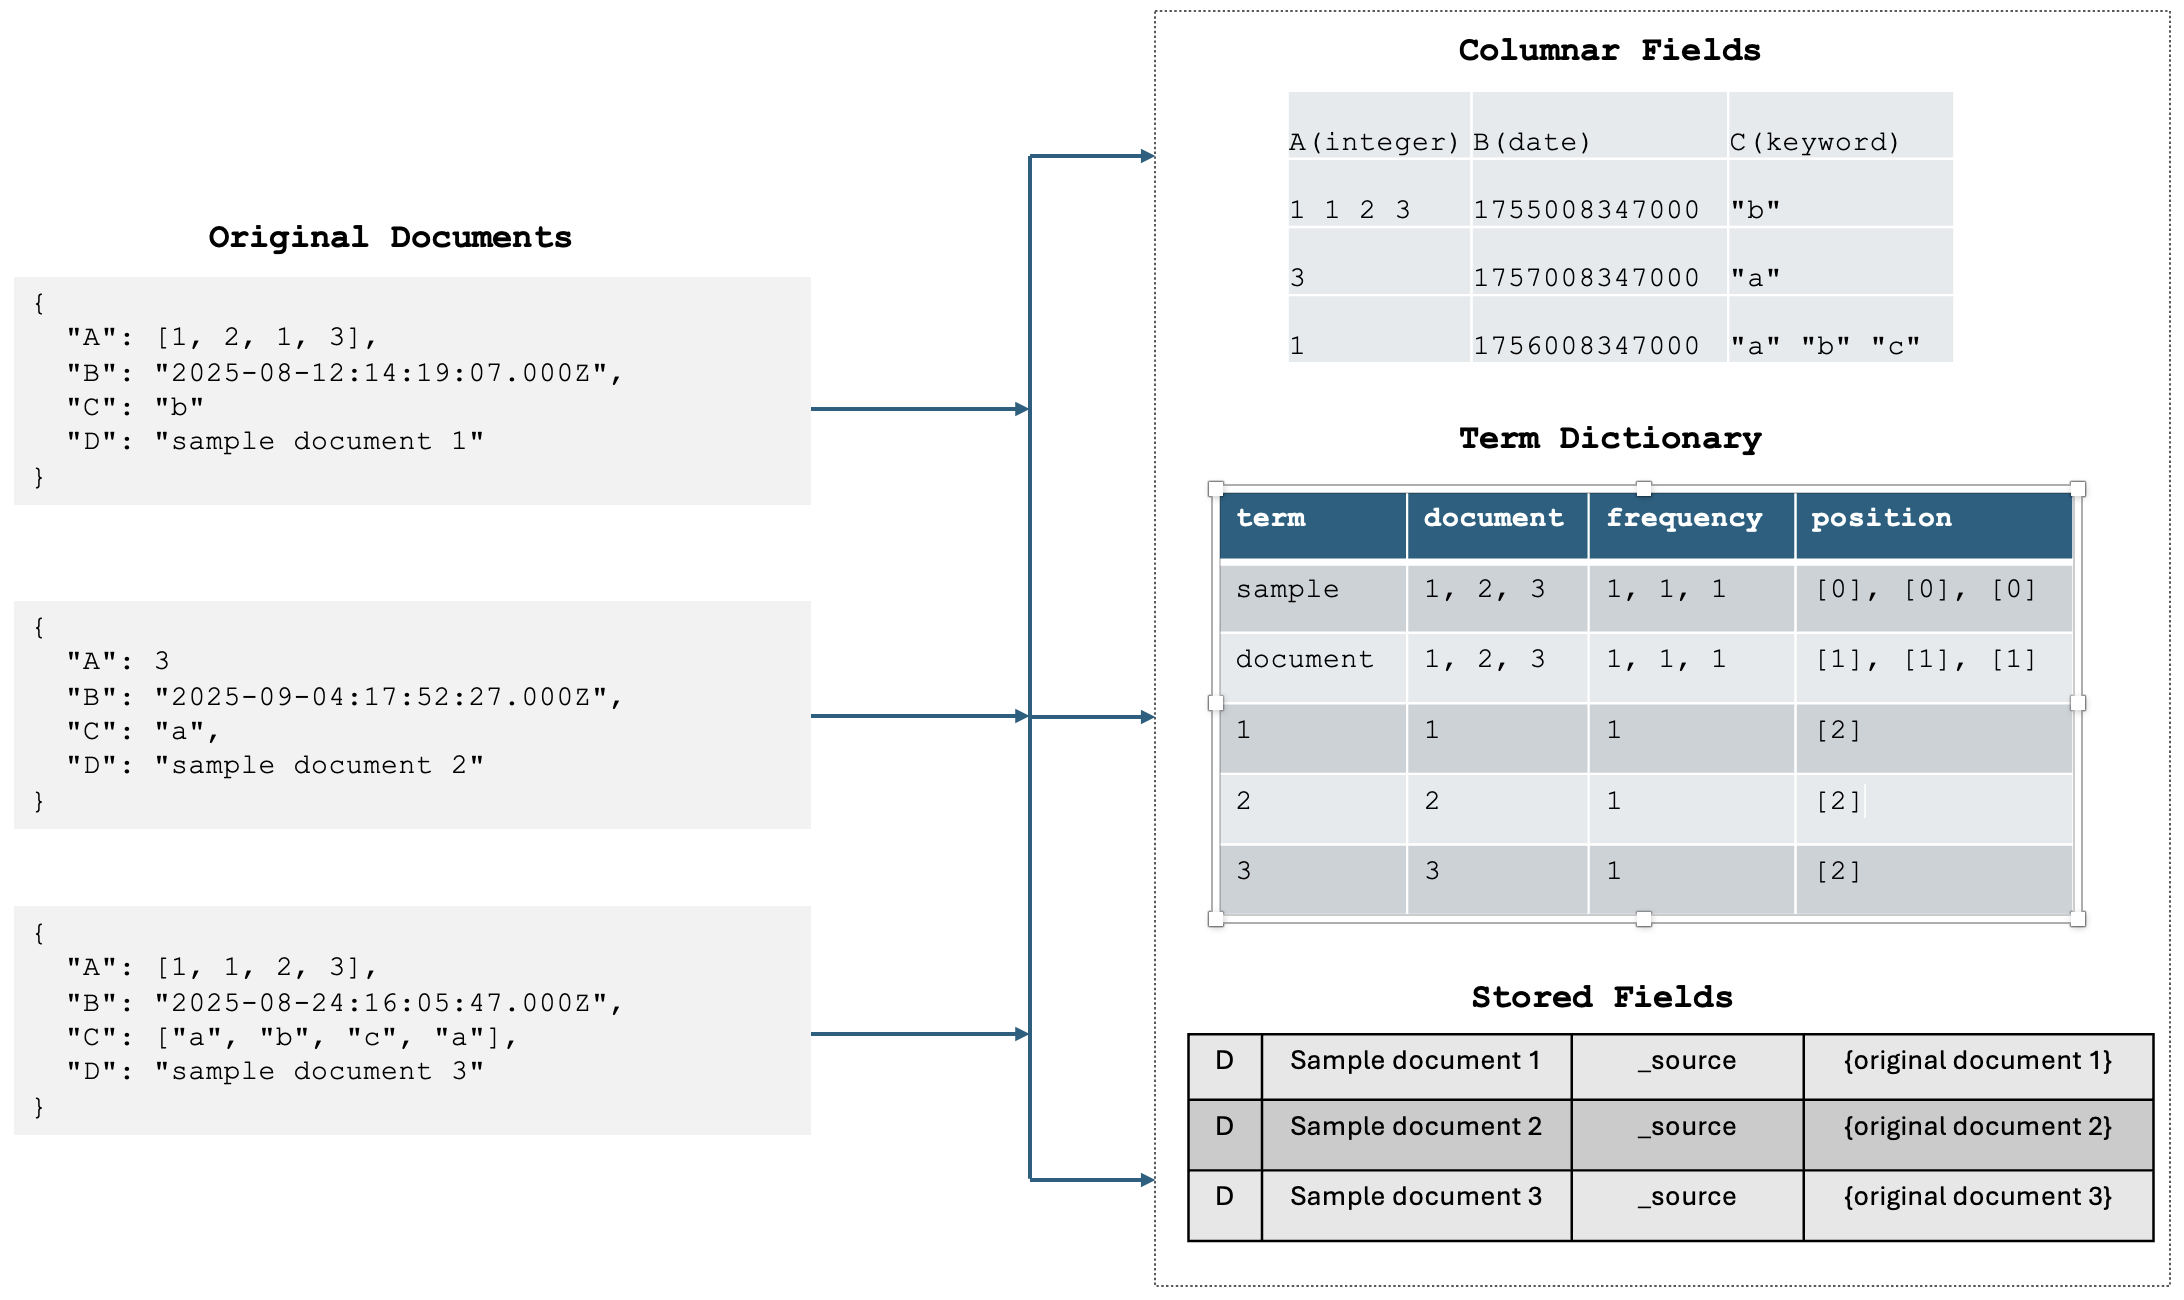 Original Documents
{
"A": [1, 2, 1, 3],
"B": "2025-08-12:14:19:07.000Z",
"C": "b"
"D": "sample document 1"
}
{
"A": 3
"B": "2025-09-04:17:52:27.000Z",
"C": "a",
"D": "sample document 2"
}
{
"A": [1, 1, 2, 3],
"B": "2025-08-24:16:05:47.000Z",
"C": ["a", "b", "c", "a"],
"D": "sample document 3"
}
Columnar Fields
A(integer) B(date) C(keyword)
1 1 2 3 1755008347000 "b"
3 1757008347000 "a"
1 1756008347000 "a" "b" "c"
Term Dictionary
term document frequency position
sample 1, 2, 3 1, 1, 1 [0], [0], [0]
document 1, 2, 3 1, 1, 1 [1], [1], [1]
1 1 1 [2]
2 2 1 [2]
3 3 1 [2]
Stored Fields
D Sample document 1 _source {original document 1}
D Sample document 2 _source {original document 2}
D Sample document 3 _source {original document 3}